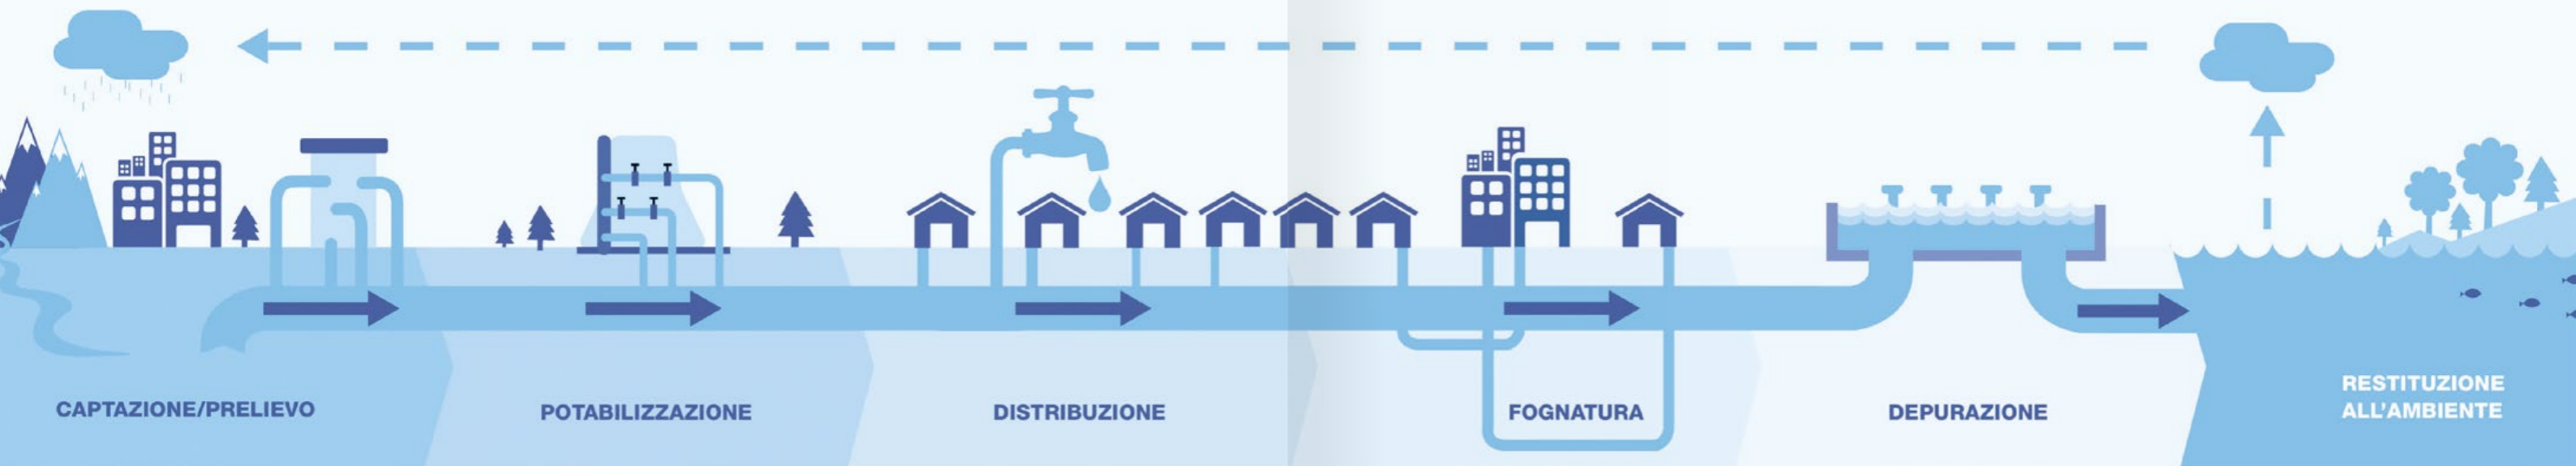 CAPTAZIONE/PRELIEVO
POTABILIZZAZIONE
DISTRIBUZIONE
FOGNATURA
DEPURAZIONE
RESTITUZIONE
ALL'AMBIENTE